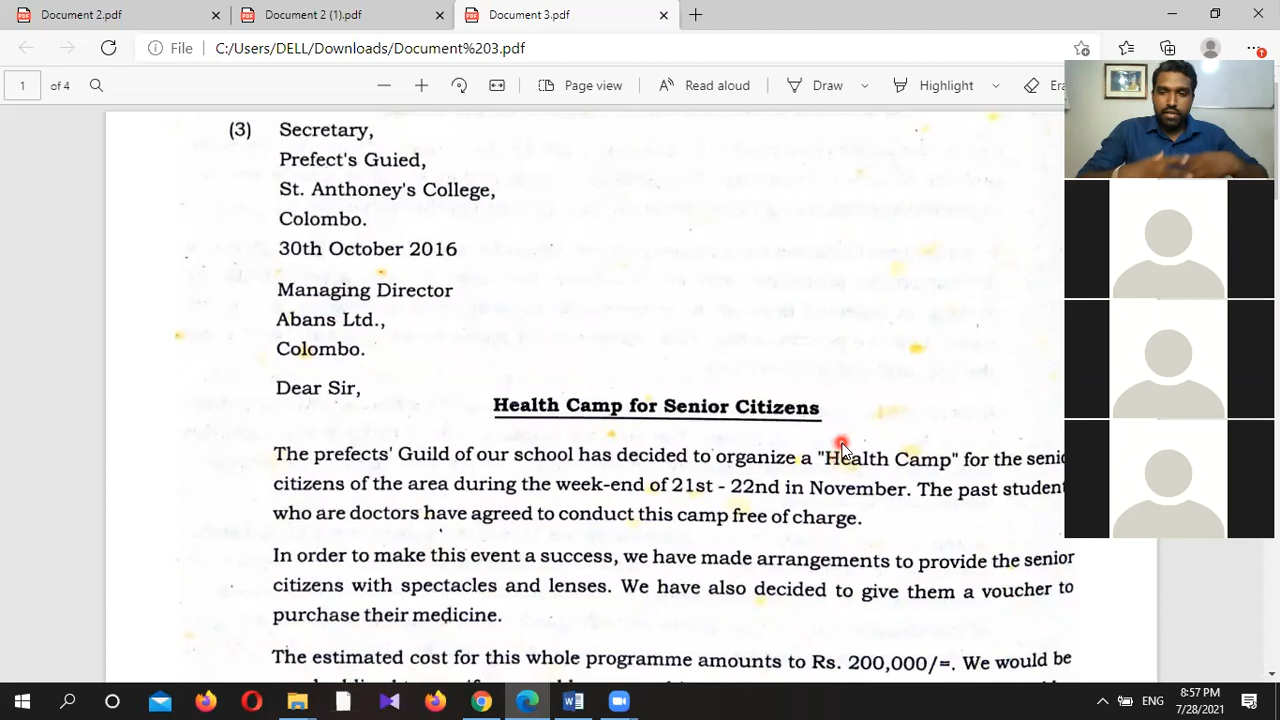 Document 2.pdf
Document 2 (1).pdf
Document 3.pdf
File
C:/Users/DELL/Downloads/Document%203.pdf
1 of 4
Page view
Read aloud
Draw
Highlight
Era
(3) Secretary,
Prefect's Guied,
St. Anthoney's College,
Colombo.
30th October 2016
Managing Director
Abans Ltd.,
Colombo.
Dear Sir,
Health Camp for Senior Citizens
The prefects' Guild of our school has decided to organize a "Health Camp" for the senio
citizens of the area during the week-end of 21st - 22nd in November. The past student
who are doctors have agreed to conduct this camp free of charge.
In order to make this event a success, we have made arrangements to provide the senior
citizens with spectacles and lenses. We have also decided to give them a voucher to
purchase their medicine.
The estimated cost for this whole programme amounts to Rs. 200,000/=. We would be
ENG
8:57 PM
7/28/2021